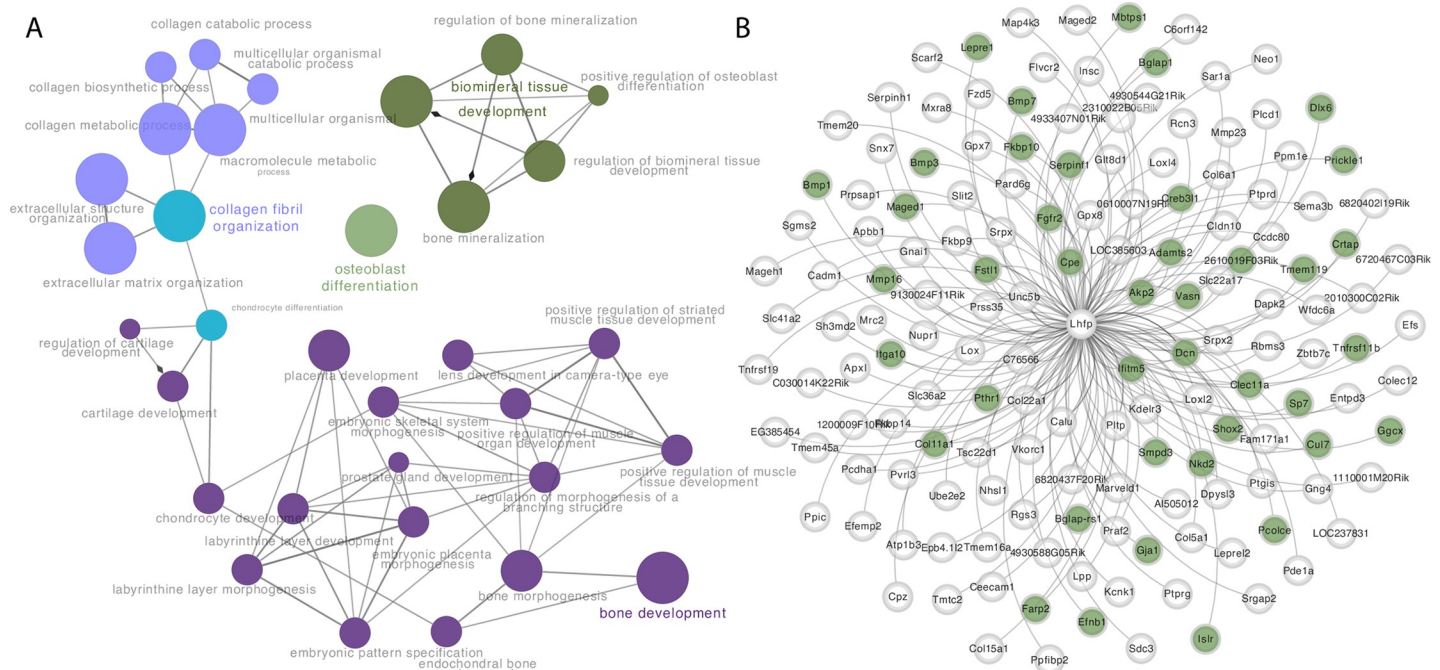 A
collagen catabolic process
multicellular organismal
catabolic process
collagen biosynthetic process
collagen metabolic process
multicellular organismal
macromolecule metabolic
process
extracellular structure
organization
collagen fibril
organization
extracellular matrix organization
chondrocyte differentiation
regulation of cartilage
development
cartilage development
regulation of bone mineralization
positive regulation of osteoblast
differentiation
biomineral tissue
development
regulation of biomineral tissue
development
bone mineralization
osteoblast
differentiation
positive regulation of striated
muscle tissue development
placenta development
lens development in camera-type eye
embryonic skeletal system
morphogenesis
positive regulation of muscle
organ development
prostate gland development
positive regulation of muscle
tissue development
regulation of morphogenesis of a
branching structure
chondrocyte development
labyrinthine layer development
embryonic placenta
morphogenesis
labyrinthine layer morphogenesis
bone morphogenesis
bone development
embryonic pattern specification
endochondral bone
B
Map4k3
Maged2
Mbtps1
C6orf142
Lepre1
Scarf2
Flvcr2
Insc
Bglap1
Sar1a
Neo1
Serpinh1
Mxra8
Fzd5
Bmp7
4930544G21Rik
2310022B05Rik
4933407N01Rik
Dlx6
Tmem20
Rcn3
Mmp23
Plcd1
Snx7
Gpx7
Fkbp10
Bmp3
Serpinf1
Glt8d1
Loxl4
Ppm1e
Prickle1
Bmp1
Prpsap1
Pard6g
Col6a1
Slit2
Maged1
Creb3l1
Ptprd
Sema3b
6820402I19Rik
0610007N19Rik
Fgfr2
Gpx8
Sgms2
Apbb1
Srpx
Cldn10
Ccdc80
Crtap
Fkbp9
Gnai1
LOC385603
Adamts2
2610019F03Rik
6720467C03Rik
Mageh1
Cadm1
Mmp16
Fstl1
Cpe
Tmem119
Slc22a17
9130024F11Rik
Unc5b
Akp2
Vasn
Dapk2
2010300C02Rik
Wfdc6a
Prss35
Slc41a2
Sh3md2
Mrc2
Lhfp
Efs
Nupr1
Srpx2
Rbms3
Tnfrsf11b
Zbtb7c
Itga10
Lox
Dcn
C76566
Apxl
Tnfrsf19
C030014K22Rik
Ifitm5
Clec11a
Colec12
Entpd3
Slc36a2
Pthr1
Col22a1
Loxl2
Sp7
Kdelr3
EG385454
1200009F10Rik
Fkbp14
Calu
Pltp
Shox2
Fam171a1
Cul7
Ggcx
Tmem45a
Col11a1
Tsc22d1
Vkorc1
Smpd3
Nkd2
Pcdha1
Pvrl3
6820437F20Rik
Marveld1
Ptgis
Gng4
1110001M20Rik
Ube2e2
Nhsl1
Dpysl3
AI505012
Ppic
Efemp2
Rgs3
Bglap-rs1
Praf2
Col5a1
Pcolce
LOC237831
Atp1b3
Epb4.1l2
Tmem16a
4930588G05Rik
Gja1
Leprel2
Pde1a
Lpp
Ceecam1
Kcnk1
Ptprg
Cpz
Tmtc2
Srgap2
Farp2
Efnb1
Islr
Col15a1
Ppfibp2
Sdc3